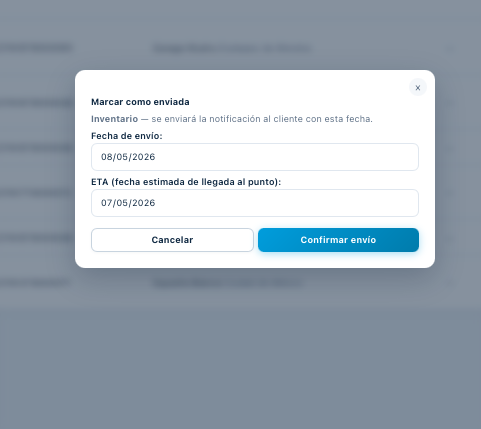 ×
Marcar como enviada
Inventario — se enviará la notificación al cliente con esta fecha.
Fecha de envío:
08/05/2026
ETA (fecha estimada de llegada al punto):
07/05/2026
Cancelar Confirmar envío